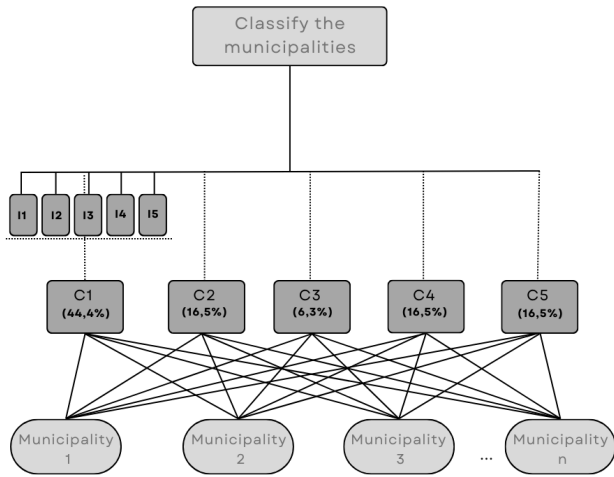 Classify the
municipalities
I1 I2 I3 I4 I5
C1 C2 C3 C4 C5
(44,4%) (16,5%) (6,3%) (16,5%) (16,5%)
Municipality Municipality Municipality Municipality
1 2 3 ... n